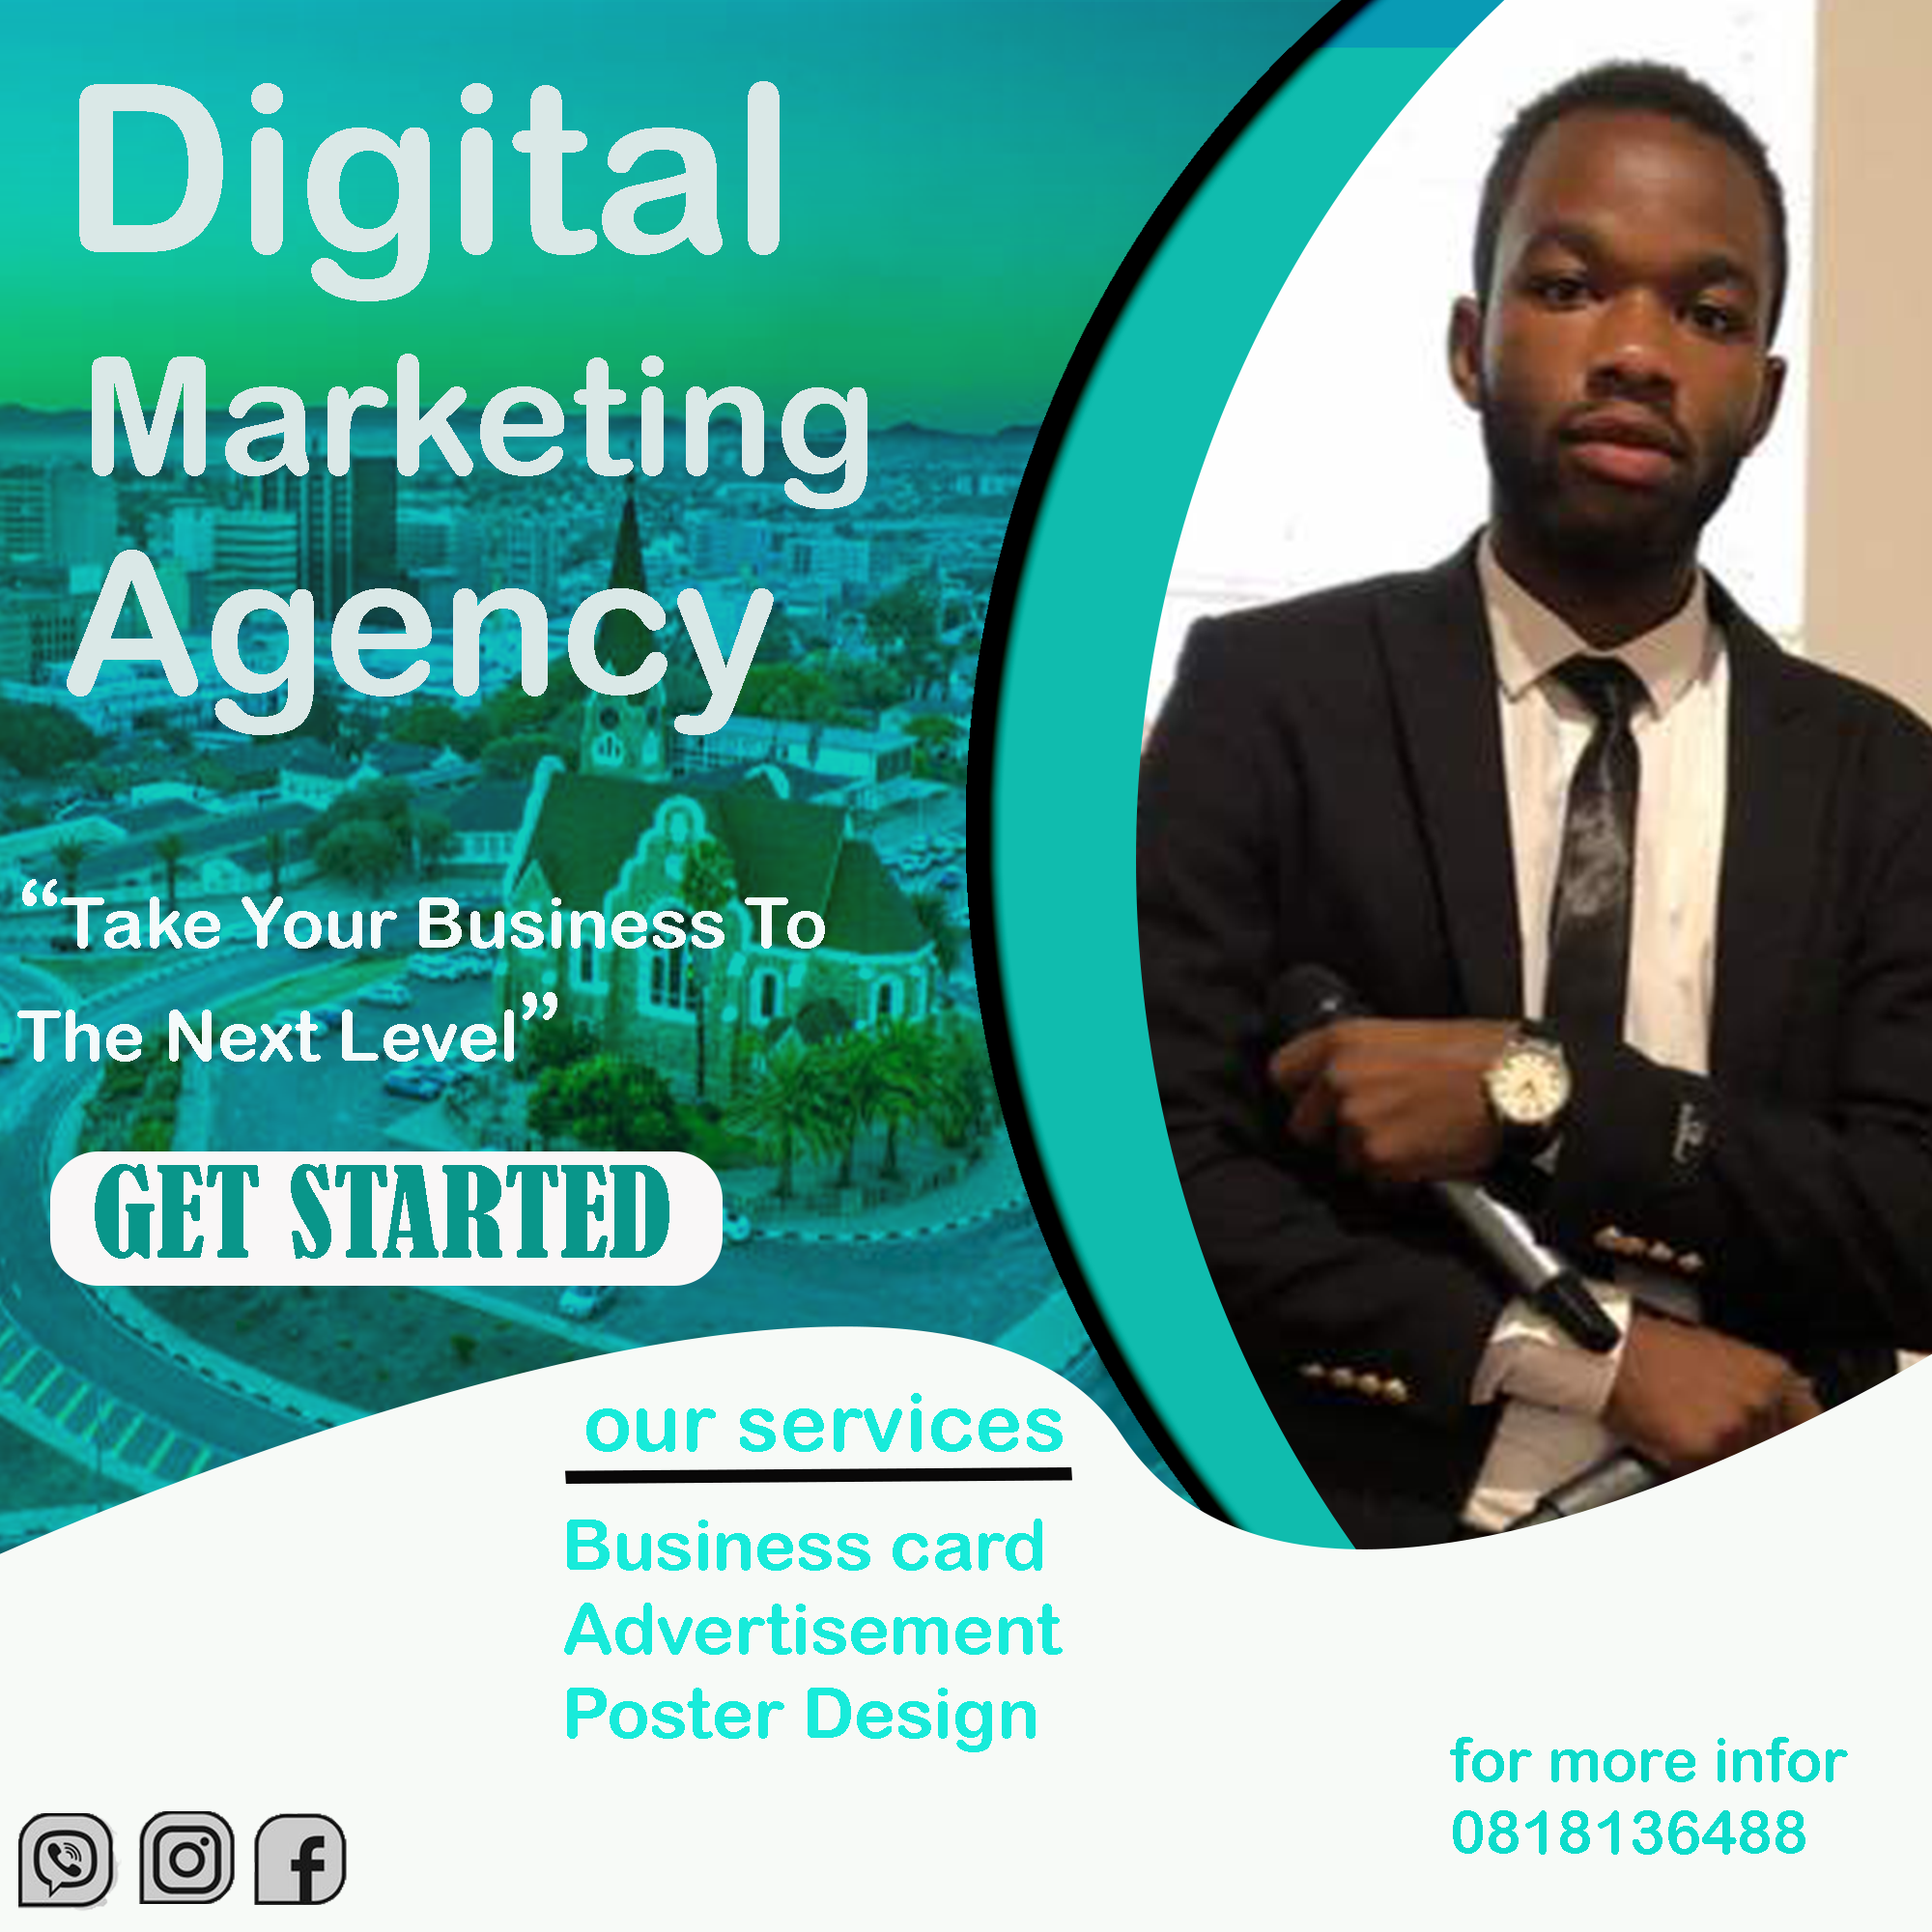 Digital
Marketing
Agency
“Take Your Business To
The Next Level”
GET STARTED
our services
Business card
Advertisement
Poster Design
for more infor
0818136488